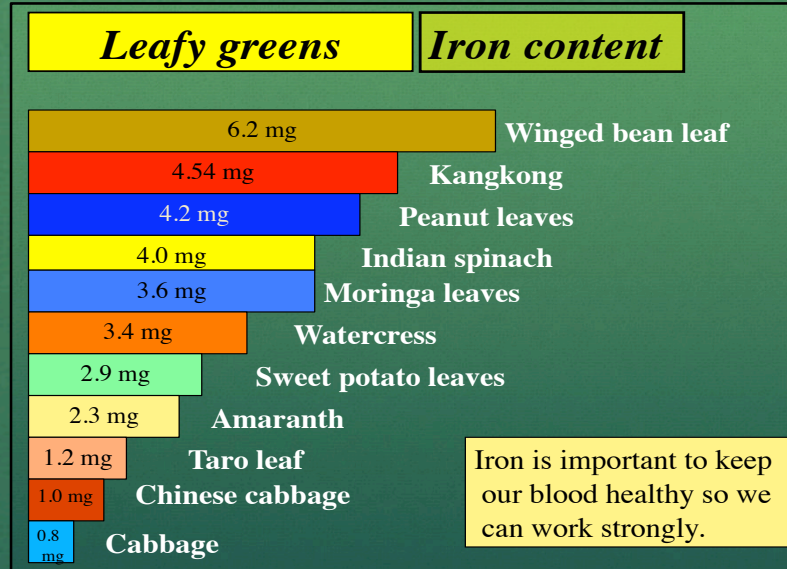 Leafy greens Iron content
6.2 mg Winged bean leaf
4.54 mg Kangkong
4.2 mg Peanut leaves
4.0 mg Indian spinach
3.6 mg Moringa leaves
3.4 mg Watercress
2.9 mg Sweet potato leaves
2.3 mg Amaranth
1.2 mg Taro leaf
1.0 mg Chinese cabbage
0.8
mg Cabbage
Iron is important to keep
our blood healthy so we
can work strongly.